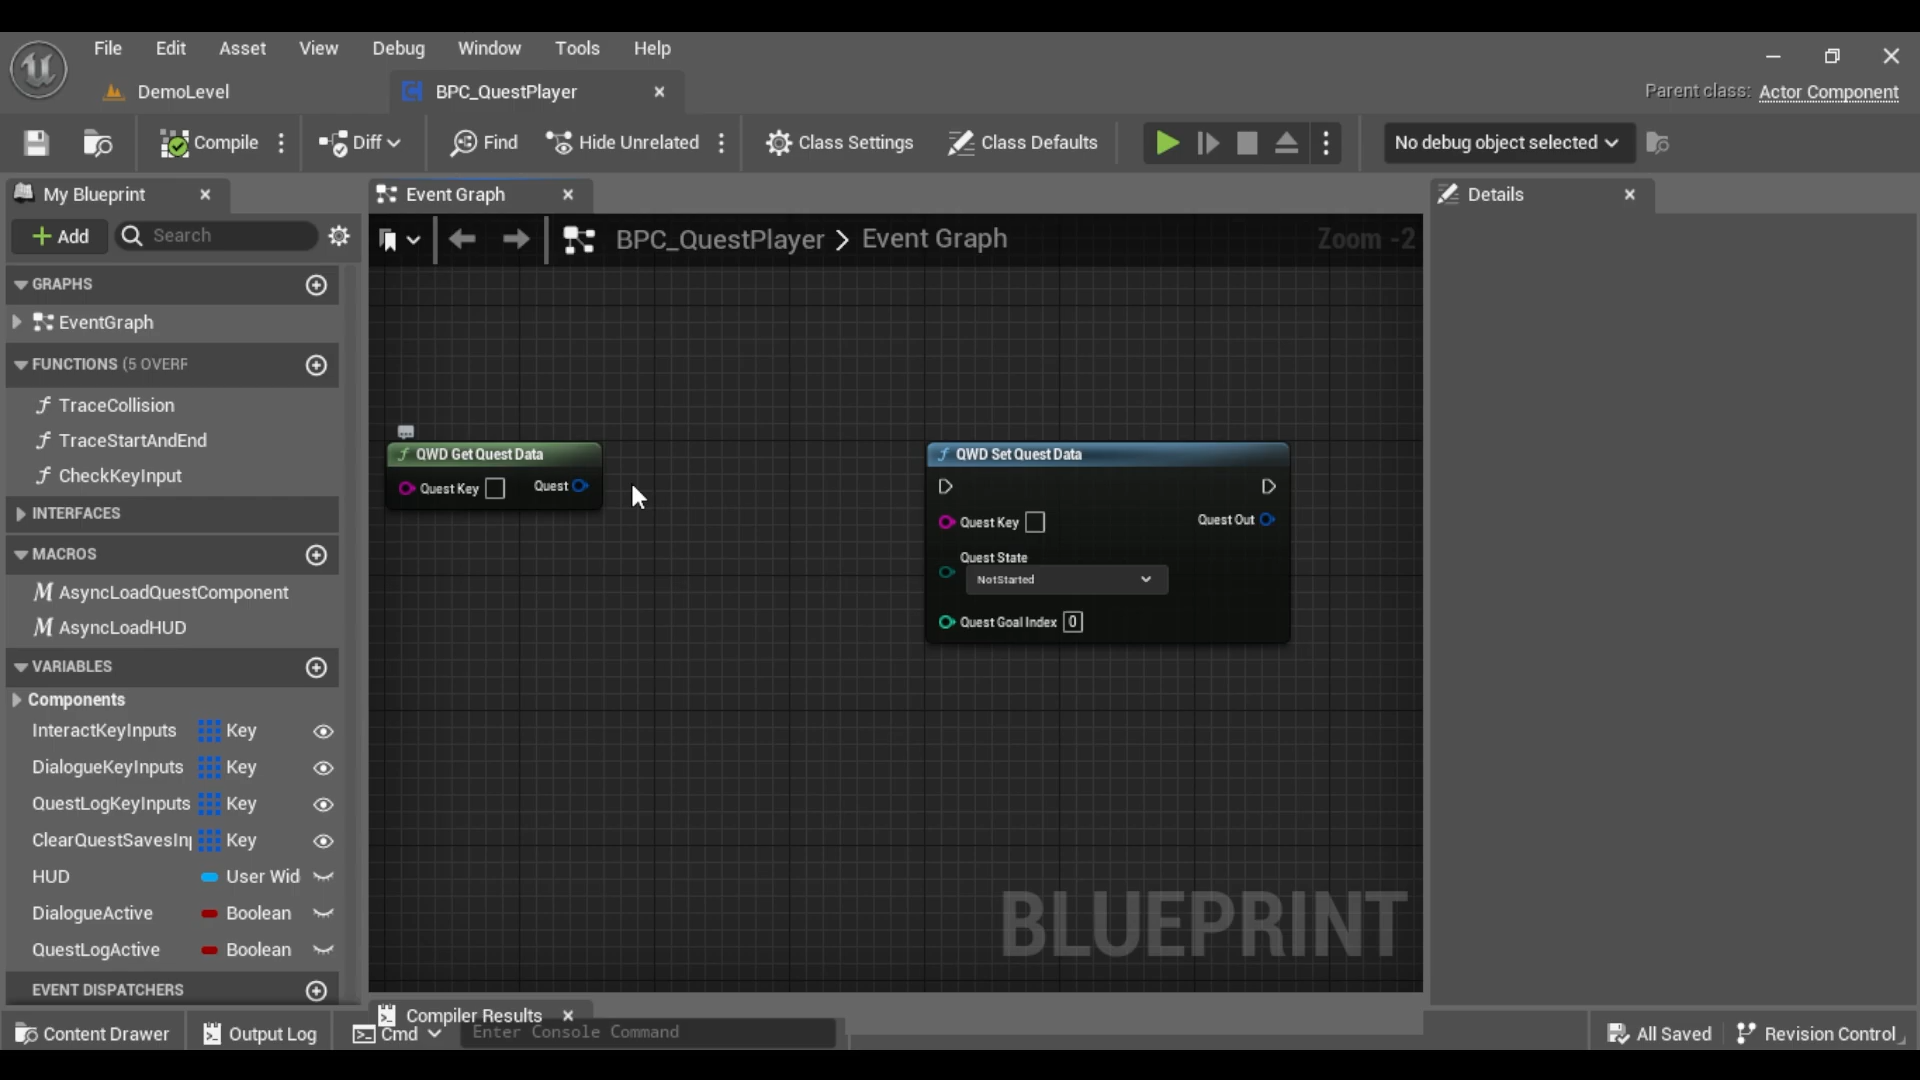 File Edit Asset View Debug Window Tools Help
DemoLevel
BPC_QuestPlayer
Parent class: Actor Component
Compile Diff Find Hide Unrelated Class Settings Class Defaults No debug object selected
My Blueprint
Event Graph
Details
Add Search
BPC_QuestPlayer > Event Graph
Zoom -2
GRAPHS
EventGraph
FUNCTIONS (5 OVERF
TraceCollision
TraceStartAndEnd
CheckKeyInput
INTERFACES
MACROS
AsyncLoadQuestComponent
AsyncLoadHUD
VARIABLES
Components
InteractKeyInputs Key
DialogueKeyInputs Key
QuestLogKeyInputs Key
ClearQuestSavesInp Key
HUD User Wid
DialogueActive Boolean
QuestLogActive Boolean
EVENT DISPATCHERS
QWD Get Quest Data
Quest Key
Quest
QWD Set Quest Data
Quest Key
Quest Out
Quest State
NotStarted
Quest Goal Index 0
BLUEPRINT
Compiler Results
Content Drawer Output Log Cmd Enter Console Command All Saved Revision Control